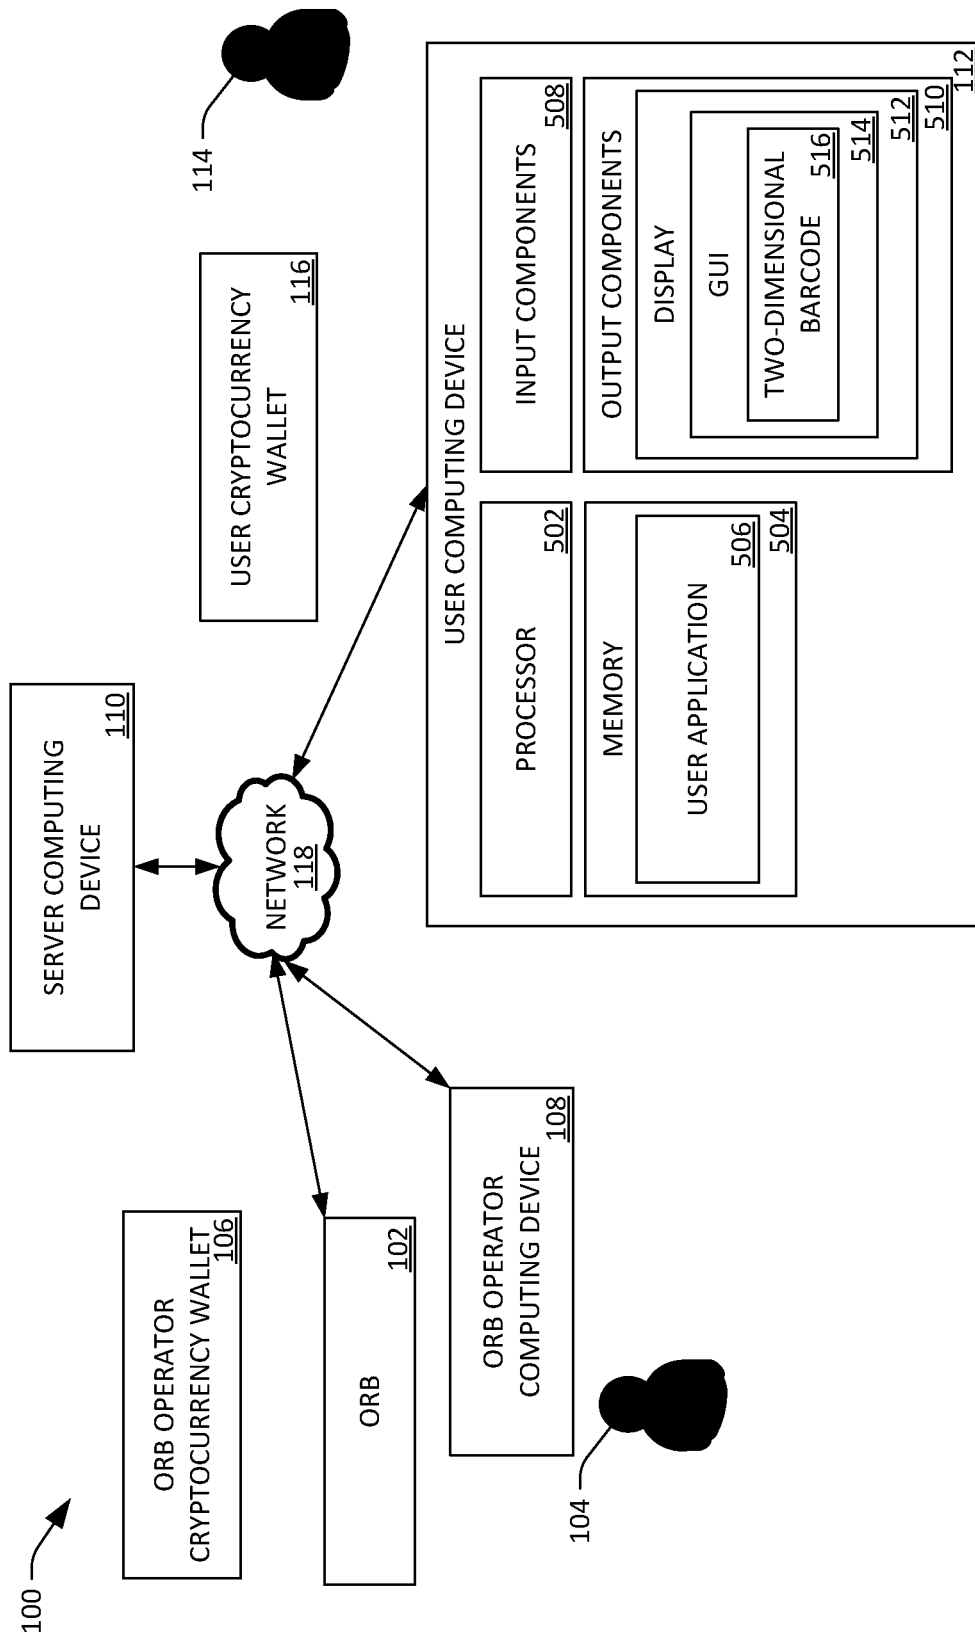 100
ORB OPERATOR
CRYPTOCURRENCY WALLET
106
ORB
102
ORB OPERATOR
COMPUTING DEVICE
108
104
SERVER COMPUTING
DEVICE
110
NETWORK
118
USER CRYPTOCURRENCY
WALLET
116
114
USER COMPUTING DEVICE
PROCESSOR
502
MEMORY
USER APPLICATION
506
504
INPUT COMPONENTS
508
OUTPUT COMPONENTS
DISPLAY
GUI
TWO-DIMENSIONAL
BARCODE
516
514
512
510
112